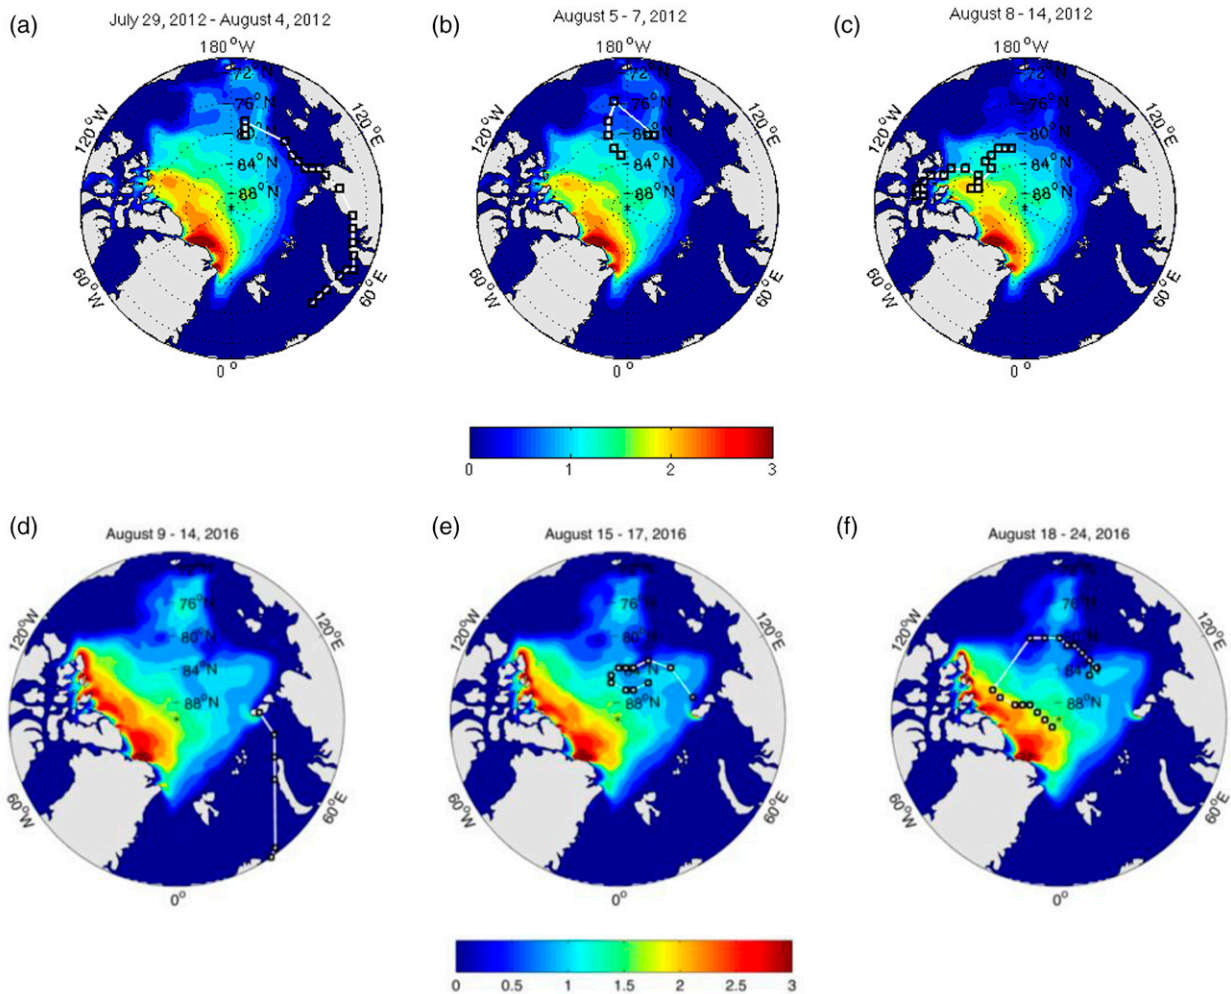 (a) July 29, 2012 - August 4, 2012
(b) August 5 - 7, 2012
(c) August 8 - 14, 2012
180°W 180°W 180°W
72°N
76°N 76°N
80°N 80°N
84°N 84°N 84°N
88°N 88°N 88°N
120°W 120°E 120°W 120°E 120°W 120°E
60°W 60°E 60°W 60°E 60°W 60°E
0° 0° 0°
0 1 2 3
(d) August 9 - 14, 2016
(e) August 15 - 17, 2016
(f) August 18 - 24, 2016
76°N 76°N 76°N
80°N 80°N
84°N 84°N
88°N 88°N 88°N
120°W 120°E 120°W 120°E 120°W 120°E
60°W 60°E 60°W 60°E 60°W 60°E
0° 0° 0°
0 0.5 1 1.5 2 2.5 3